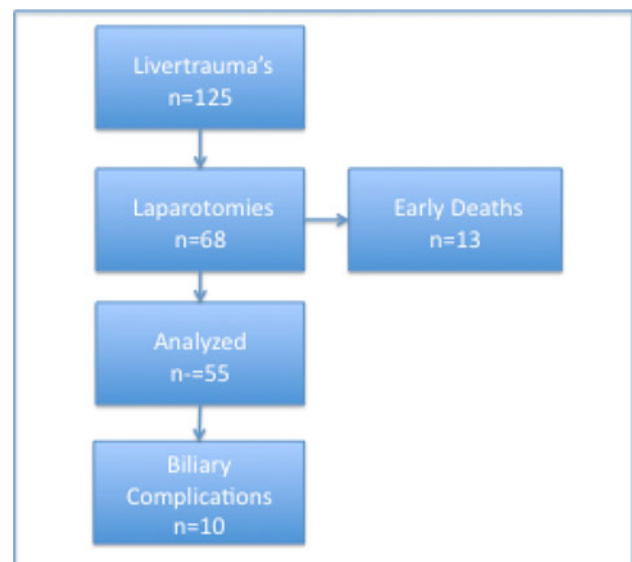 Livertrauma's
n=125
Laparotomies
n=68
Early Deaths
n=13
Analyzed
n-=55
Biliary
Complications
n=10